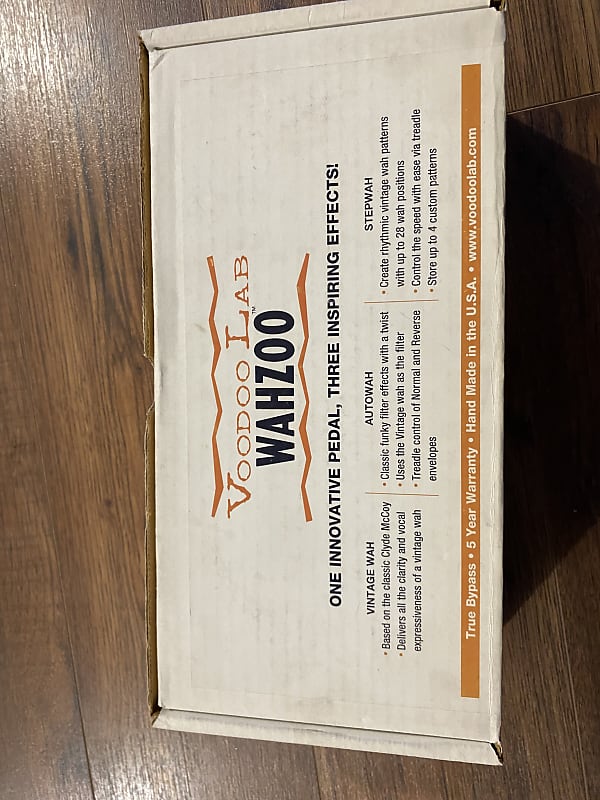 VOODOO LAB™
WAHZOO
ONE INNOVATIVE PEDAL, THREE INSPIRING EFFECTS!
VINTAGE WAH
• Based on the classic Clyde McCoy
• Delivers all the clarity and vocal
expressiveness of a vintage wah
AUTOWAH
• Classic funky filter effects with a twist
• Uses the Vintage wah as the filter
• Treadle control of Normal and Reverse
envelopes
STEPWAH
• Create rhythmic vintage wah patterns
with up to 28 wah positions
• Control the speed with ease via treadle
• Store up to 4 custom patterns
True Bypass • 5 Year Warranty • Hand Made in the U.S.A. • www.voodoolab.com